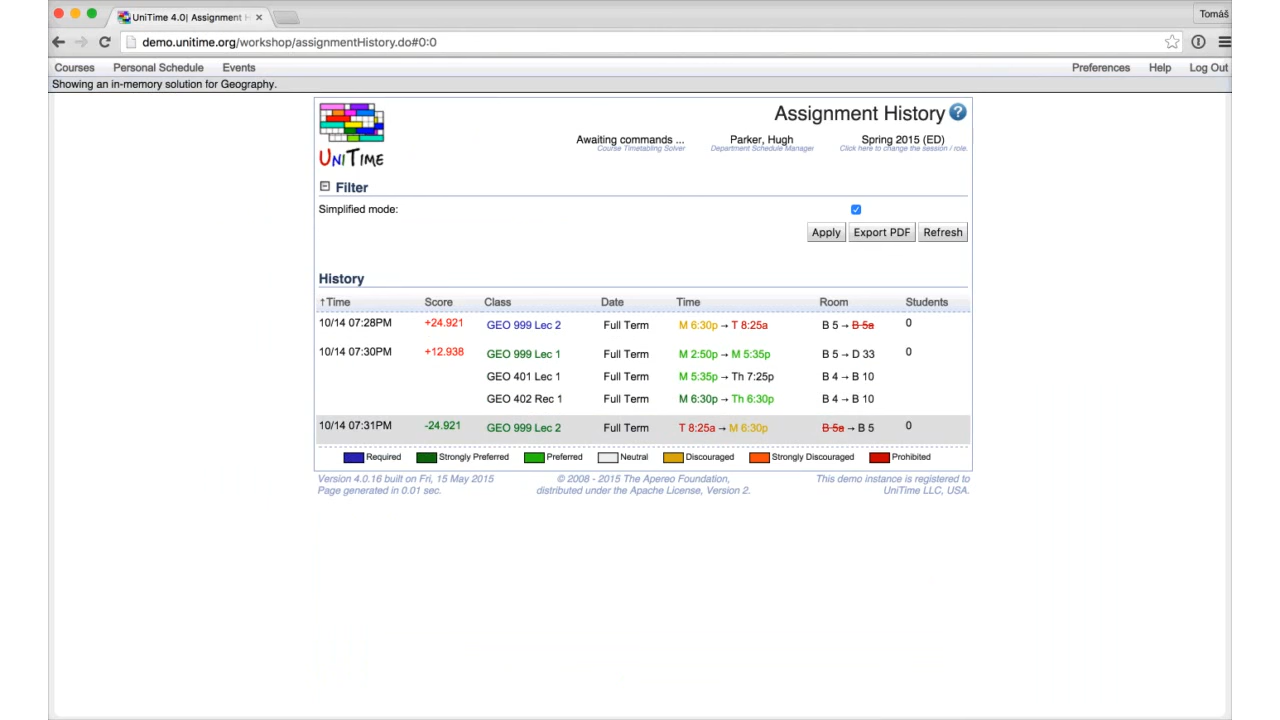 UniTime 4.0| Assignment H
Tomáš
demo.unitime.org/workshop/assignmentHistory.do#0:0
Courses Personal Schedule Events Preferences Help Log Out
Showing an in-memory solution for Geography.
UNITIME
Assignment History ?
Awaiting commands ... Parker, Hugh Spring 2015 (ED)
Course Timetabling Solver Department Schedule Manager Click here to change the session / role.
Filter
Simplified mode:
Apply Export PDF Refresh
History
↑Time Score Class Date Time Room Students
10/14 07:28PM +24.921 GEO 999 Lec 2 Full Term M 6:30p → T 8:25a B 5 → B 5a 0
10/14 07:30PM +12.938 GEO 999 Lec 1 Full Term M 2:50p → M 5:35p B 5 → D 33 0
GEO 401 Lec 1 Full Term M 5:35p → Th 7:25p B 4 → B 10
GEO 402 Rec 1 Full Term M 6:30p → Th 6:30p B 4 → B 10
10/14 07:31PM -24.921 GEO 999 Lec 2 Full Term T 8:25a → M 6:30p B 5a → B 5 0
Required Strongly Preferred Preferred Neutral Discouraged Strongly Discouraged Prohibited
Version 4.0.16 built on Fri, 15 May 2015 © 2008 - 2015 The Apereo Foundation, This demo instance is registered to
Page generated in 0.01 sec. distributed under the Apache License, Version 2. UniTime LLC, USA.